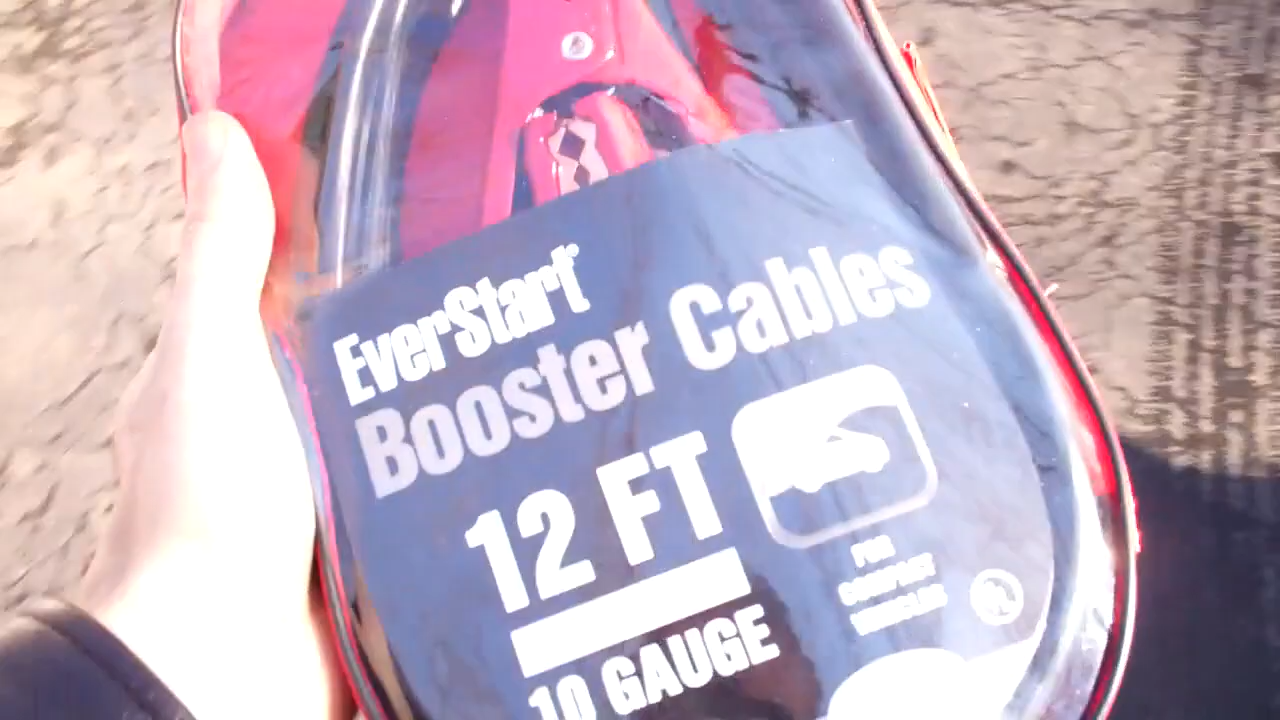 EverStart
Booster Cables
12 FT
10 GAUGE
FOR
COMPACT
VEHICLES